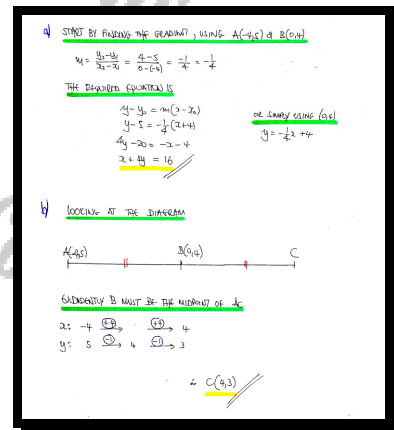 a) START BY FINDING THE GRADIENT, USING A(-4,5) & B(0,4)
m = (y₂-y₁)/(x₂-x₁) = (4-5)/(0-(-4)) = -1/4 = -1/4
THE REQUIRED EQUATION IS
y - y₀ = m(x - x₀)
y - 5 = -1/4(x+4)
4y - 20 = -x - 4
x + 4y = 16
OR SIMPLY USING (0,4)
y = -1/4x + 4
b) LOOKING AT THE DIAGRAM
A(-4,5) B(0,4) C
EVIDENTLY B MUST BE THE MIDPOINT OF AC
x: -4 (+4)→ (+4)→ 4
y: 5 (-1)→ 4 (-1)→ 3
∴ C(4,3)